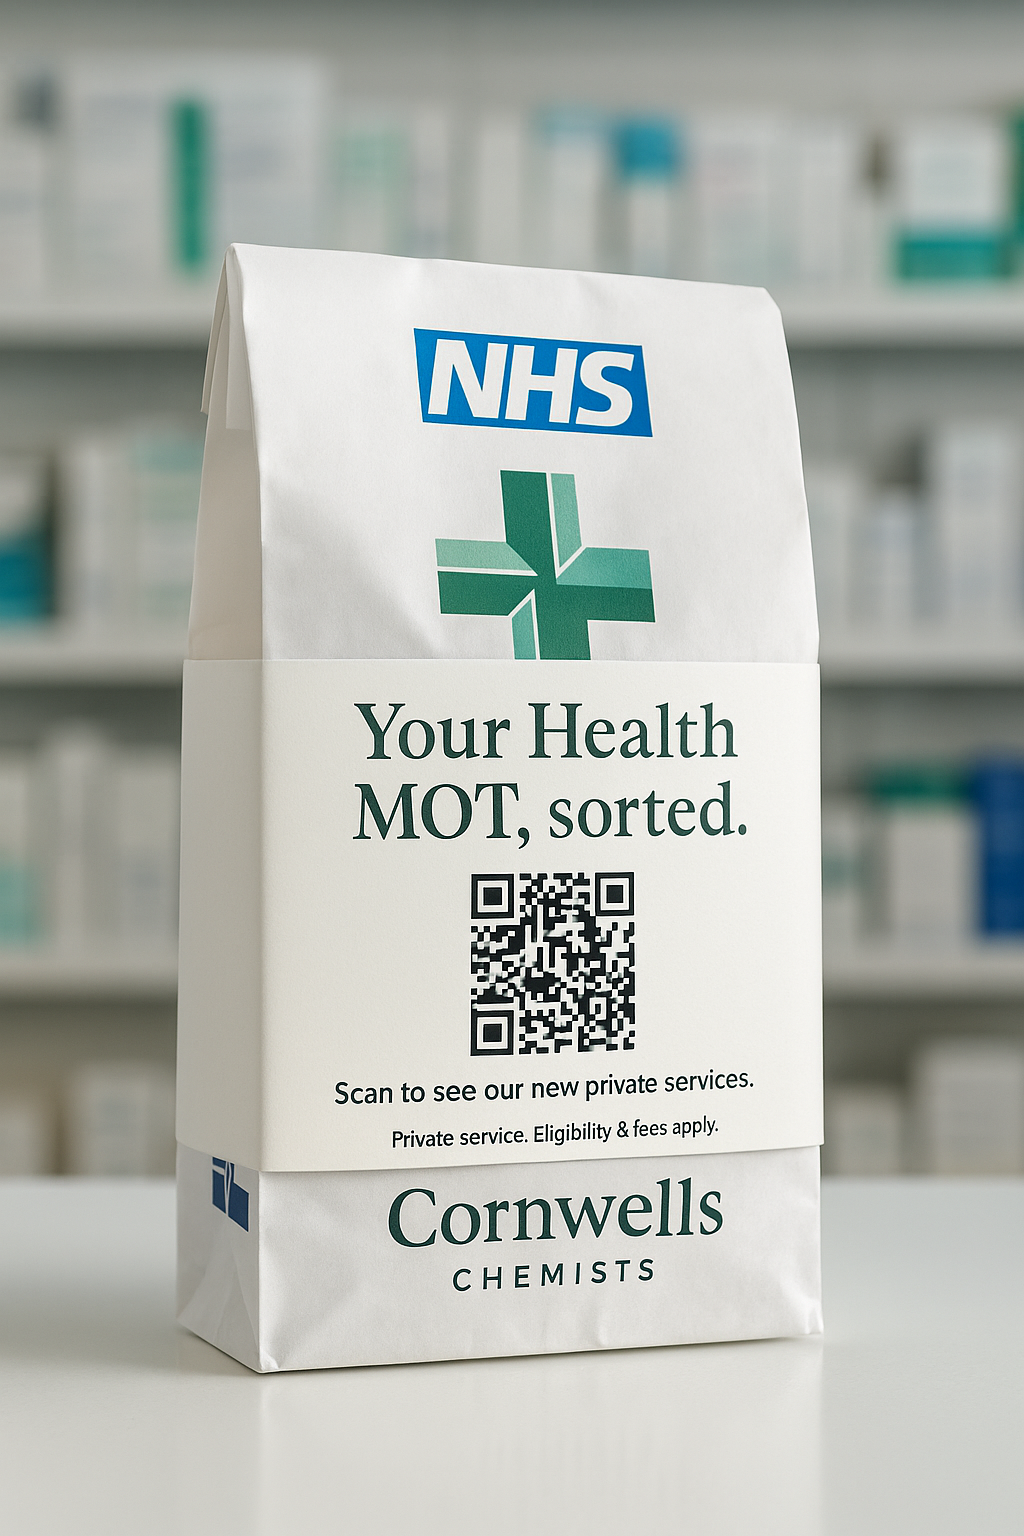 NHS
Your Health
MOT, sorted.
Scan to see our new private services.
Private service. Eligibility & fees apply.
Cornwells
CHEMISTS